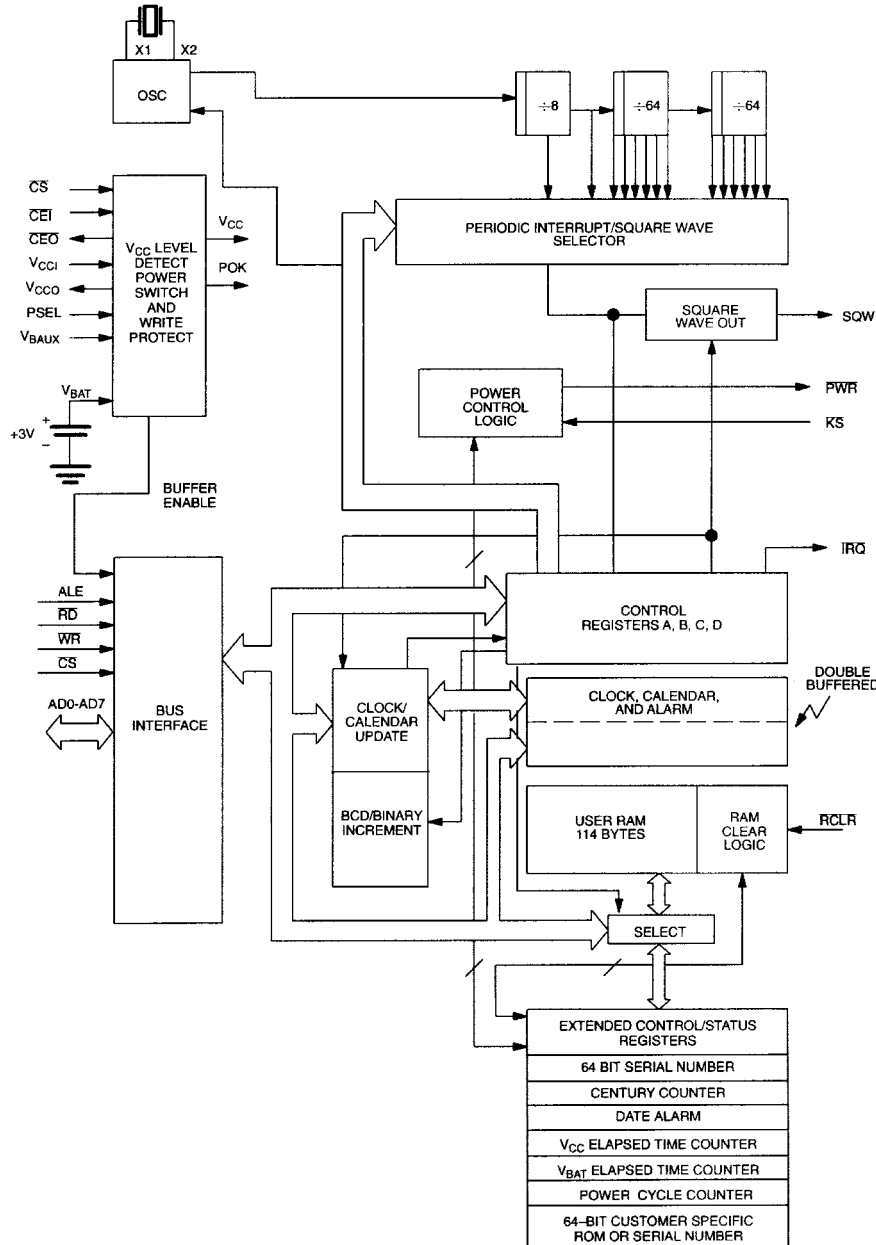 X1 X2
OSC
÷8
÷64
÷64
CS
CEI
CEO
VCCI
VCCO
PSEL
VBAUX
VCC LEVEL
DETECT
POWER
SWITCH
AND
WRITE
PROTECT
VCC
POK
PERIODIC INTERRUPT/SQUARE WAVE
SELECTOR
SQUARE
WAVE OUT
SQW
VBAT
+
+3V
–
POWER
CONTROL
LOGIC
PWR
KS
BUFFER
ENABLE
IRQ
ALE
RD
WR
CS
AD0-AD7
BUS
INTERFACE
CONTROL
REGISTERS A, B, C, D
CLOCK/
CALENDAR
UPDATE
CLOCK, CALENDAR,
AND ALARM
DOUBLE
BUFFERED
BCD/BINARY
INCREMENT
USER RAM
114 BYTES
RAM
CLEAR
LOGIC
RCLR
SELECT
EXTENDED CONTROL/STATUS
REGISTERS
64 BIT SERIAL NUMBER
CENTURY COUNTER
DATE ALARM
VCC ELAPSED TIME COUNTER
VBAT ELAPSED TIME COUNTER
POWER CYCLE COUNTER
64–BIT CUSTOMER SPECIFIC
ROM OR SERIAL NUMBER